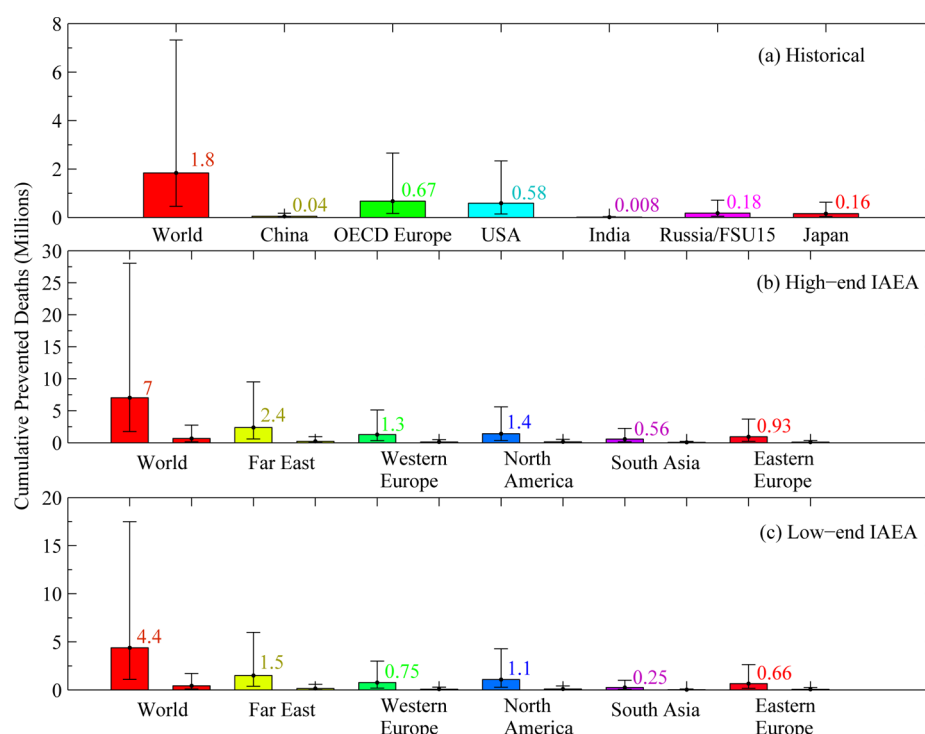 Cumulative Prevented Deaths (Millions)
8
6
4
2
0
(a) Historical
1.8
0.04
0.67
0.58
0.008
0.18
0.16
World
China
OECD Europe
USA
India
Russia/FSU15
Japan
30
25
20
15
10
5
0
(b) High−end IAEA
7
2.4
1.3
1.4
0.56
0.93
World
Far East
Western
Europe
North
America
South Asia
Eastern
Europe
20
15
10
5
0
(c) Low−end IAEA
4.4
1.5
0.75
1.1
0.25
0.66
World
Far East
Western
Europe
North
America
South Asia
Eastern
Europe